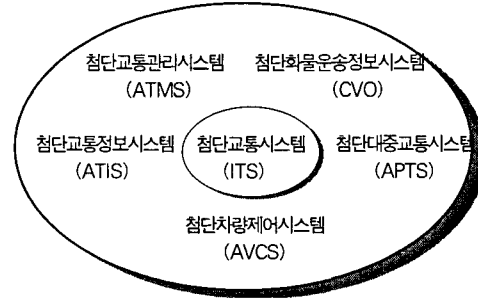 첨단교통관리시스템 첨단화물운송정보시스템
(ATMS) (CVO)
첨단교통정보시스템 첨단교통시스템 첨단대중교통시스템
(ATIS) (ITS) (APTS)
첨단차량제어시스템
(AVCS)